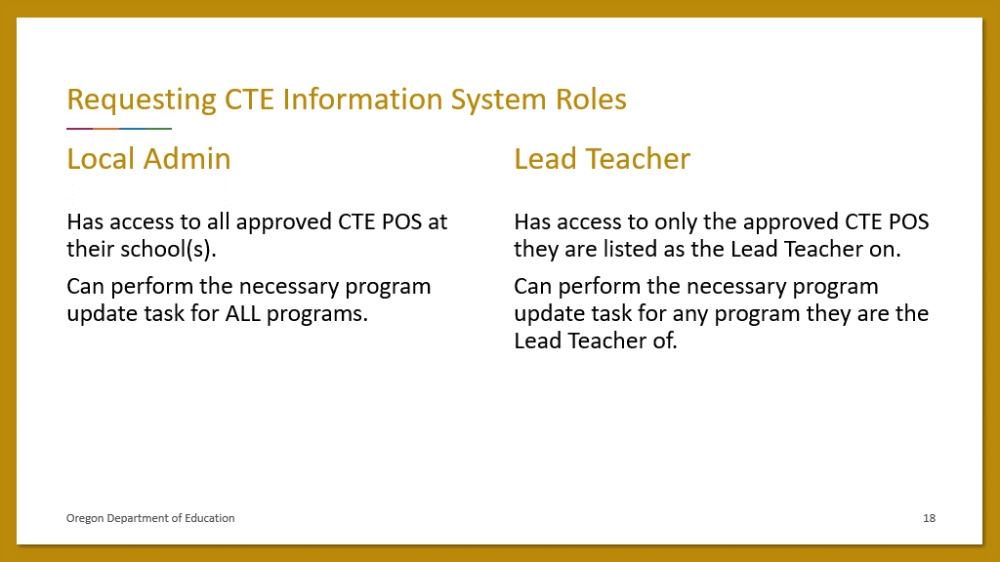 Requesting CTE Information System Roles
Local Admin
Has access to all approved CTE POS at
their school(s).
Can perform the necessary program
update task for ALL programs.
Lead Teacher
Has access to only the approved CTE POS
they are listed as the Lead Teacher on.
Can perform the necessary program
update task for any program they are the
Lead Teacher of.
Oregon Department of Education
18